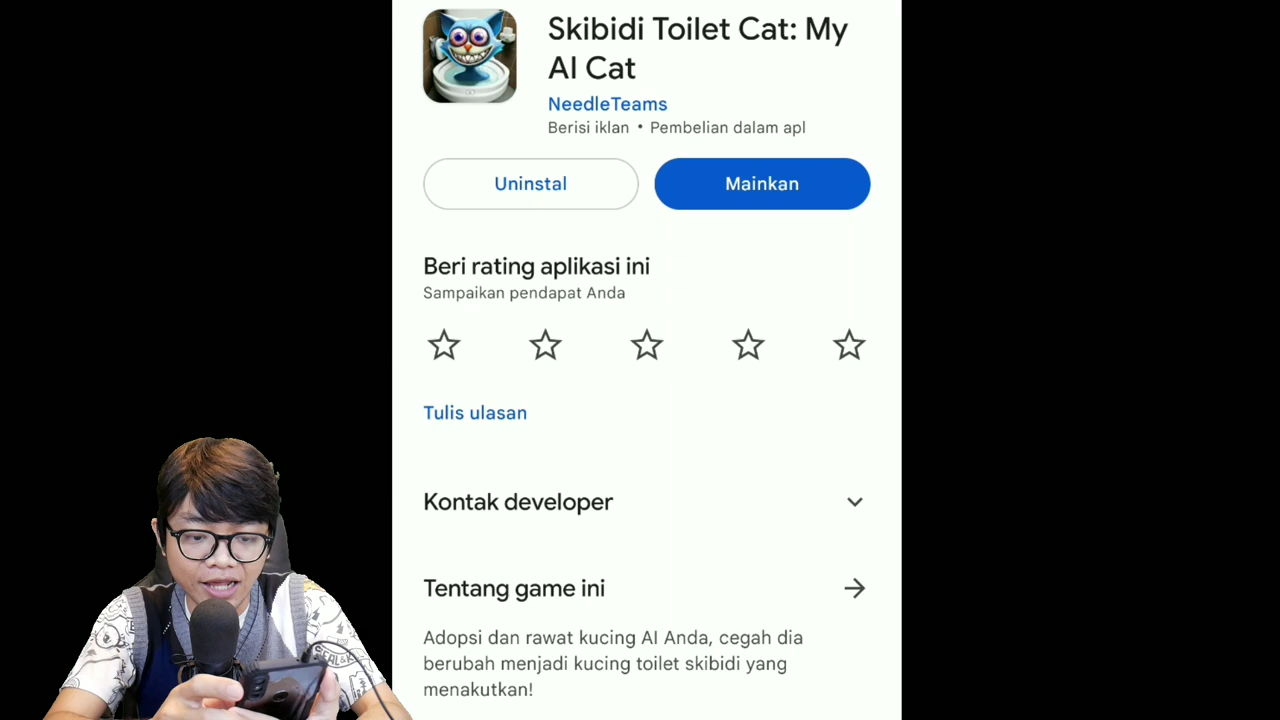 Skibidi Toilet Cat: My
AI Cat
NeedleTeams
Berisi iklan • Pembelian dalam apl
Uninstal
Mainkan
Beri rating aplikasi ini
Sampaikan pendapat Anda
Tulis ulasan
Kontak developer
Tentang game ini
Adopsi dan rawat kucing AI Anda, cegah dia
berubah menjadi kucing toilet skibidi yang
menakutkan!